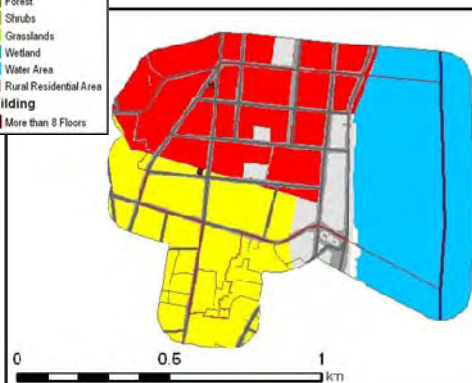 Forest
Shrubs
Grasslands
Wetland
Water Area
Rural Residential Area
ilding
More than 8 Floors
0 0.5 1
km